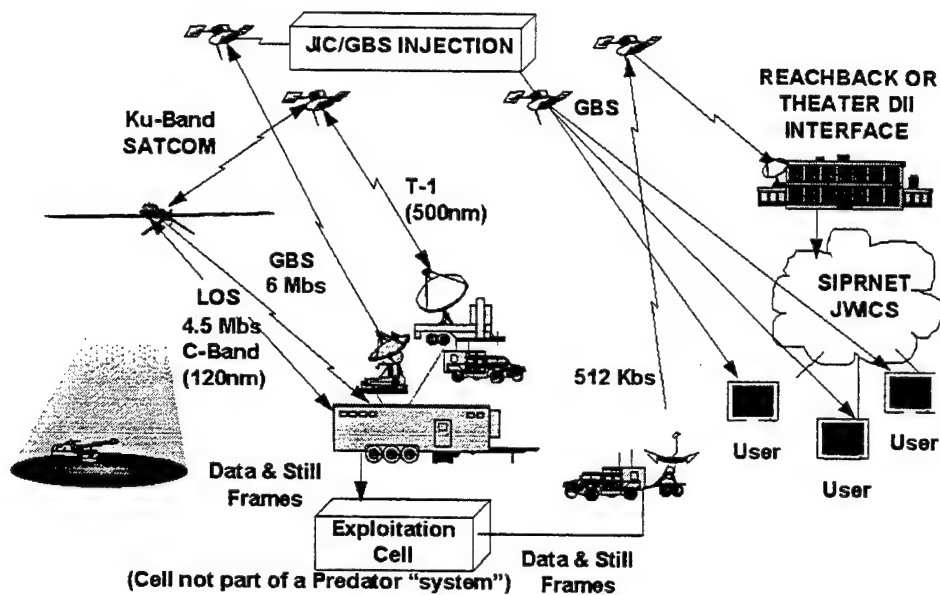 JIC/GBS INJECTION
REACHBACK OR
THEATER DII
INTERFACE
GBS
Ku-Band
SATCOM
T-1
(500nm)
GBS
6 Mbs
LOS
4.5 Mbs
C-Band
(120nm)
SIPRNET
JWICS
512 Kbs
User
User
User
Data & Still
Frames
Exploitation
Cell
Data & Still
Frames
(Cell not part of a Predator “system”)